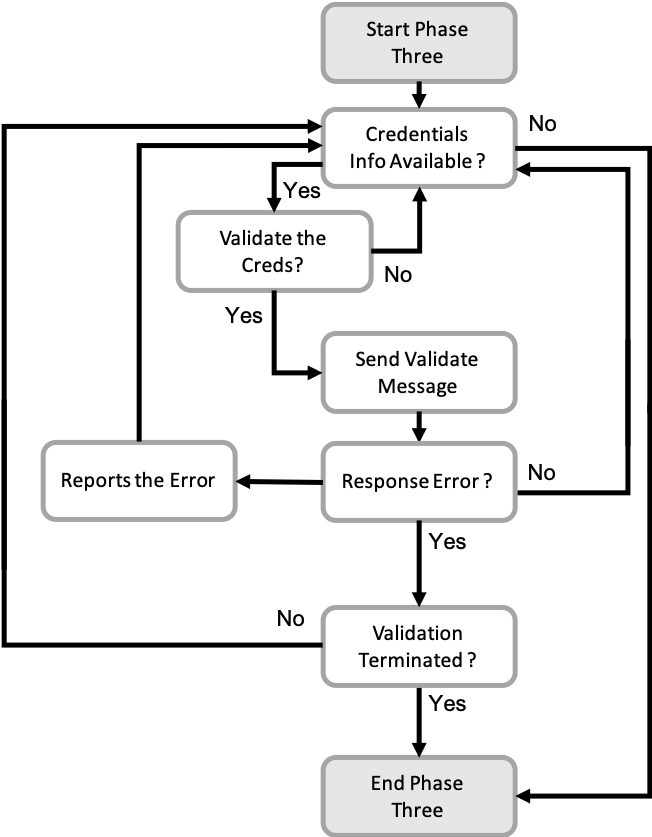 Start Phase
Three
No
Credentials
Info Available ?
Yes
Validate the
Creds?
No
Yes
Send Validate
Message
Reports the Error
Response Error ?
No
Yes
No
Validation
Terminated ?
Yes
End Phase
Three